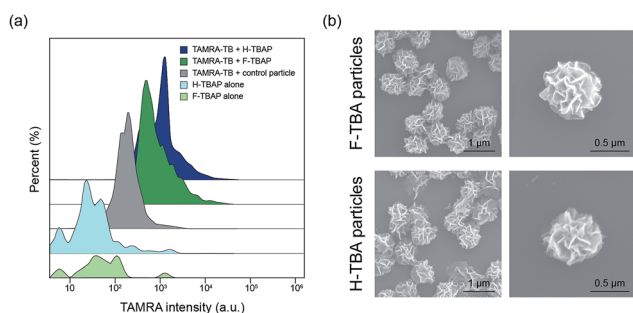 (a)
TAMRA-TB + H-TBAP
TAMRA-TB + F-TBAP
TAMRA-TB + control particle
H-TBAP alone
F-TBAP alone
Percent (%)
10
10²
10³
10⁴
10⁵
10⁶
TAMRA intensity (a.u.)
(b)
F-TBA particles
1 µm
0.5 µm
H-TBA particles
1 µm
0.5 µm